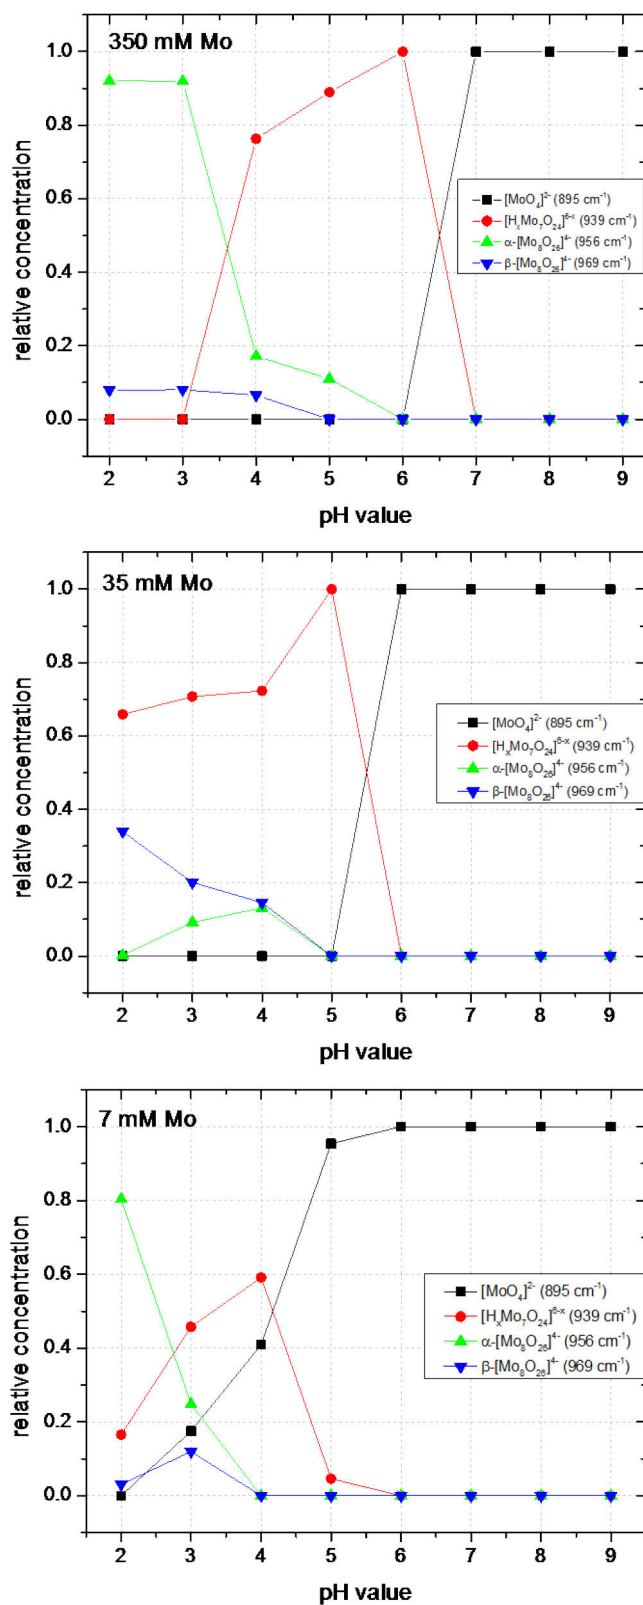 350 mM Mo
1.0
0.8
0.6
0.4
0.2
0.0
relative concentration
[MoO₄]²⁻ (895 cm⁻¹)
[HₓMo₇O₂₄]⁶⁻ˣ (939 cm⁻¹)
α-[Mo₈O₂₆]⁴⁻ (956 cm⁻¹)
β-[Mo₈O₂₆]⁴⁻ (969 cm⁻¹)
2 3 4 5 6 7 8 9
pH value
35 mM Mo
1.0
0.8
0.6
0.4
0.2
0.0
relative concentration
[MoO₄]²⁻ (895 cm⁻¹)
[HₓMo₇O₂₄]⁶⁻ˣ (939 cm⁻¹)
α-[Mo₈O₂₆]⁴⁻ (956 cm⁻¹)
β-[Mo₈O₂₆]⁴⁻ (969 cm⁻¹)
2 3 4 5 6 7 8 9
pH value
7 mM Mo
1.0
0.8
0.6
0.4
0.2
0.0
relative concentration
[MoO₄]²⁻ (895 cm⁻¹)
[HₓMo₇O₂₄]⁶⁻ˣ (939 cm⁻¹)
α-[Mo₈O₂₆]⁴⁻ (956 cm⁻¹)
β-[Mo₈O₂₆]⁴⁻ (969 cm⁻¹)
2 3 4 5 6 7 8 9
pH value